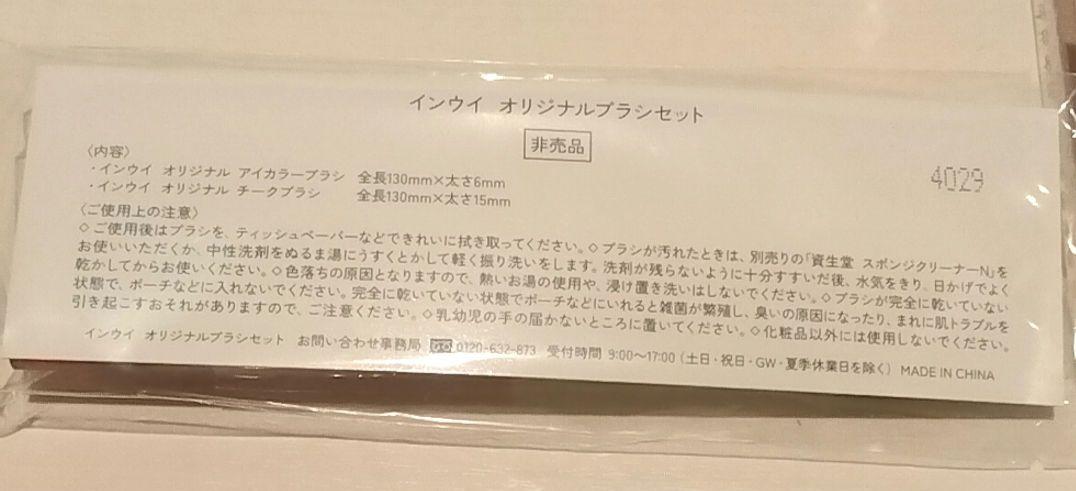 インウイ オリジナルブラシセット
非売品
4029
〈内容〉
・インウイ オリジナル アイカラーブラシ 全長130mm×太さ6mm
・インウイ オリジナル チークブラシ 全長130mm×太さ15mm
〈ご使用上の注意〉
◇ご使用後はブラシを、ティッシュペーパーなどできれいに拭き取ってください。◇ブラシが汚れたときは、別売りの「資生堂 スポンジクリーナーN」を
お使いいただくか、中性洗剤をぬるま湯にうすくとかして軽く振り洗いをします。洗剤が残らないように十分すすいだ後、水気をきり、日かげでよく
乾かしてからお使いください。◇色落ちの原因となりますので、熱いお湯の使用や、浸け置き洗いはしないでください。◇ブラシが完全に乾いていない
状態で、ポーチなどに入れないでください。完全に乾いていない状態でポーチなどにいれると雑菌が繁殖し、臭いの原因になったり、まれに肌トラブルを
引き起こすおそれがありますので、ご注意ください。◇乳幼児の手の届かないところに置いてください。◇化粧品以外には使用しないでください。
インウイ オリジナルブラシセット お問い合わせ事務局 0120-632-873 受付時間 9:00〜17:00（土日・祝日・GW・夏季休業日を除く） MADE IN CHINA